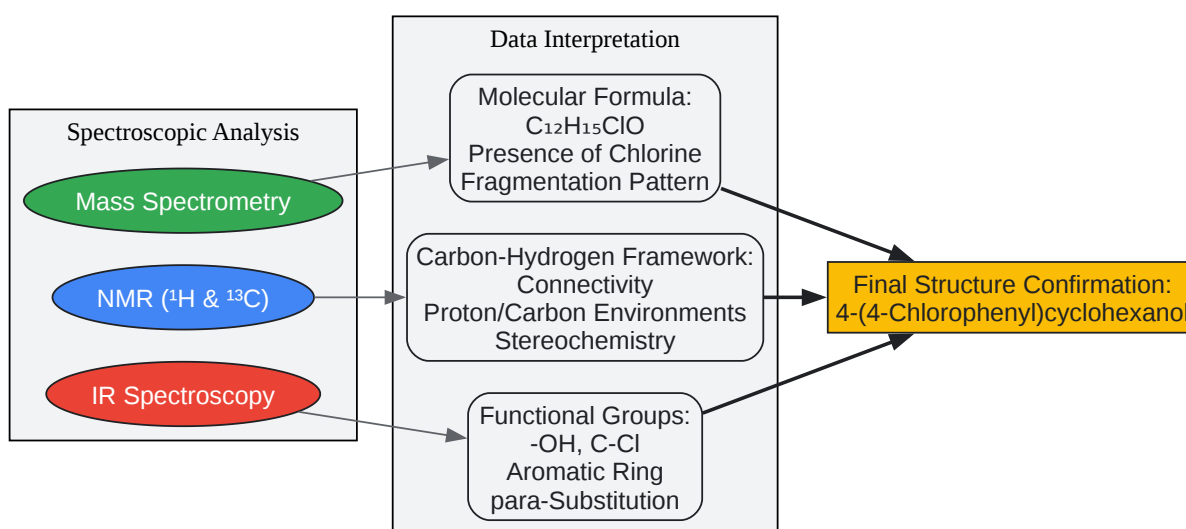 Spectroscopic Analysis
Mass Spectrometry
NMR (¹H & ¹³C)
IR Spectroscopy
Data Interpretation
Molecular Formula:
C₁₂H₁₅ClO
Presence of Chlorine
Fragmentation Pattern
Carbon-Hydrogen Framework:
Connectivity
Proton/Carbon Environments
Stereochemistry
Functional Groups:
-OH, C-Cl
Aromatic Ring
para-Substitution
Final Structure Confirmation:
4-(4-Chlorophenyl)cyclohexanol